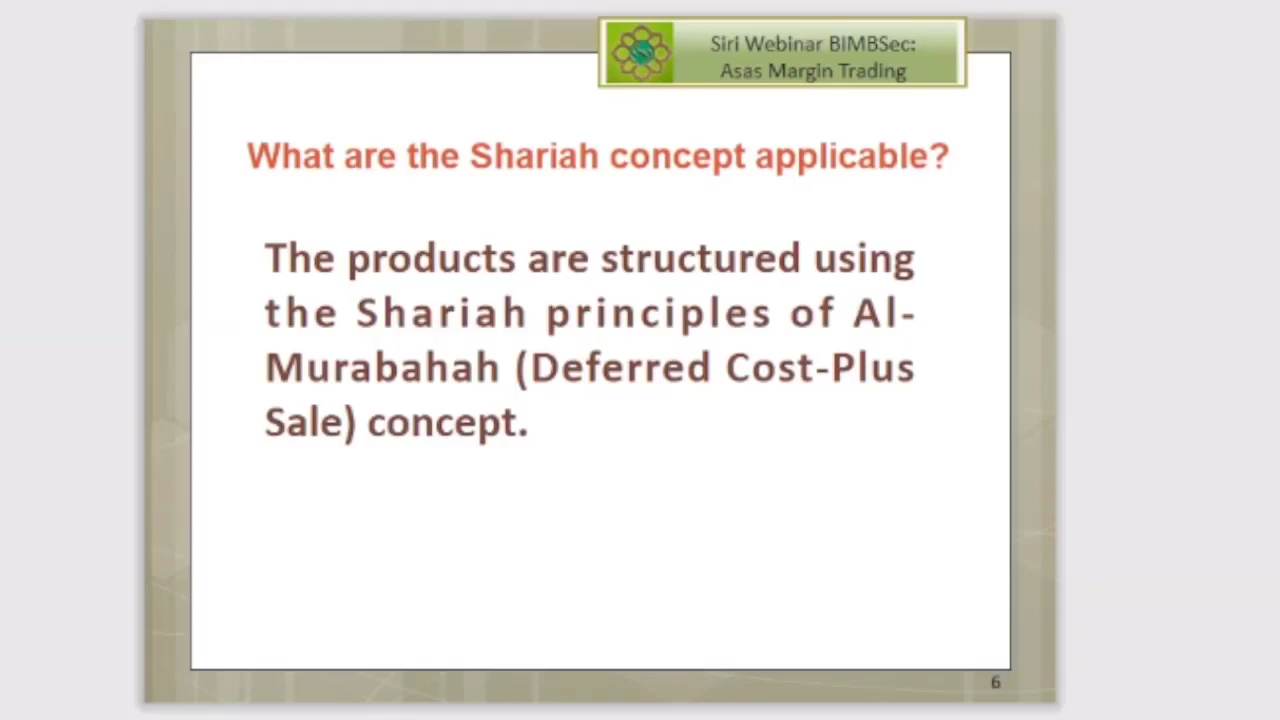 Siri Webinar BIMBSec:
Asas Margin Trading
What are the Shariah concept applicable?
The products are structured using
the Shariah principles of Al-
Murabahah (Deferred Cost-Plus
Sale) concept.
6